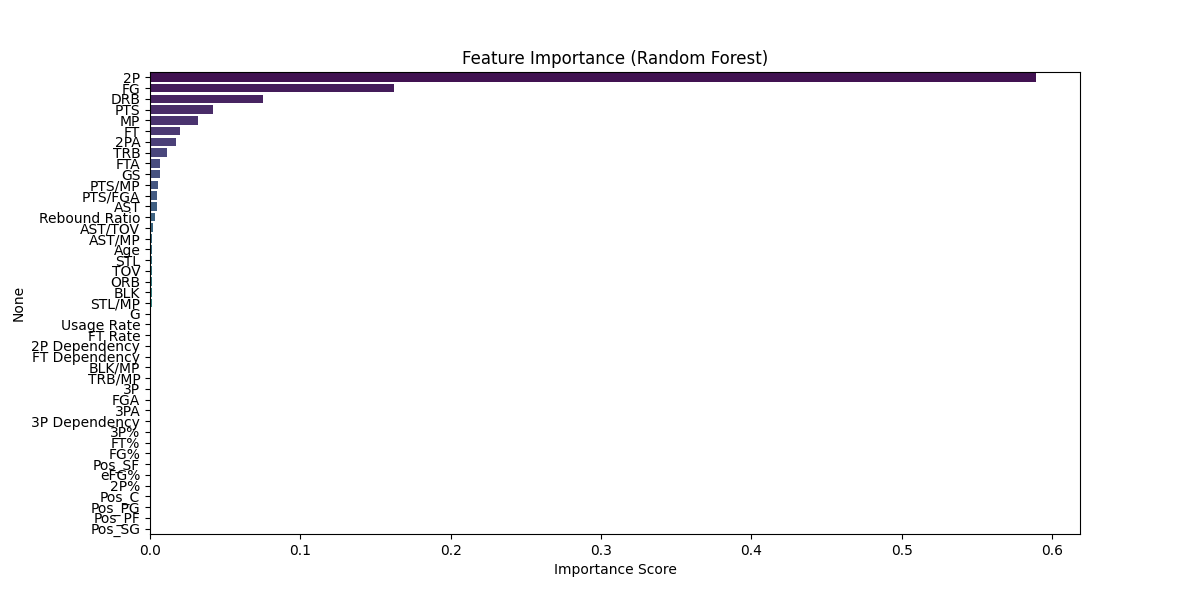 Feature Importance (Random Forest)
2P
FG
DRB
PTS
MP
FT
2PA
TRB
FTA
GS
PTS/MP
PTS/FGA
AST
Rebound Ratio
AST/TOV
AST/MP
Age
STL
TOV
ORB
BLK
STL/MP
G
Usage Rate
FT Rate
2P Dependency
FT Dependency
BLK/MP
TRB/MP
3P
FGA
3PA
3P Dependency
3P%
FT%
FG%
Pos_SF
eFG%
2P%
Pos_C
Pos_PG
Pos_PF
Pos_SG
None
0.0 0.1 0.2 0.3 0.4 0.5 0.6
Importance Score